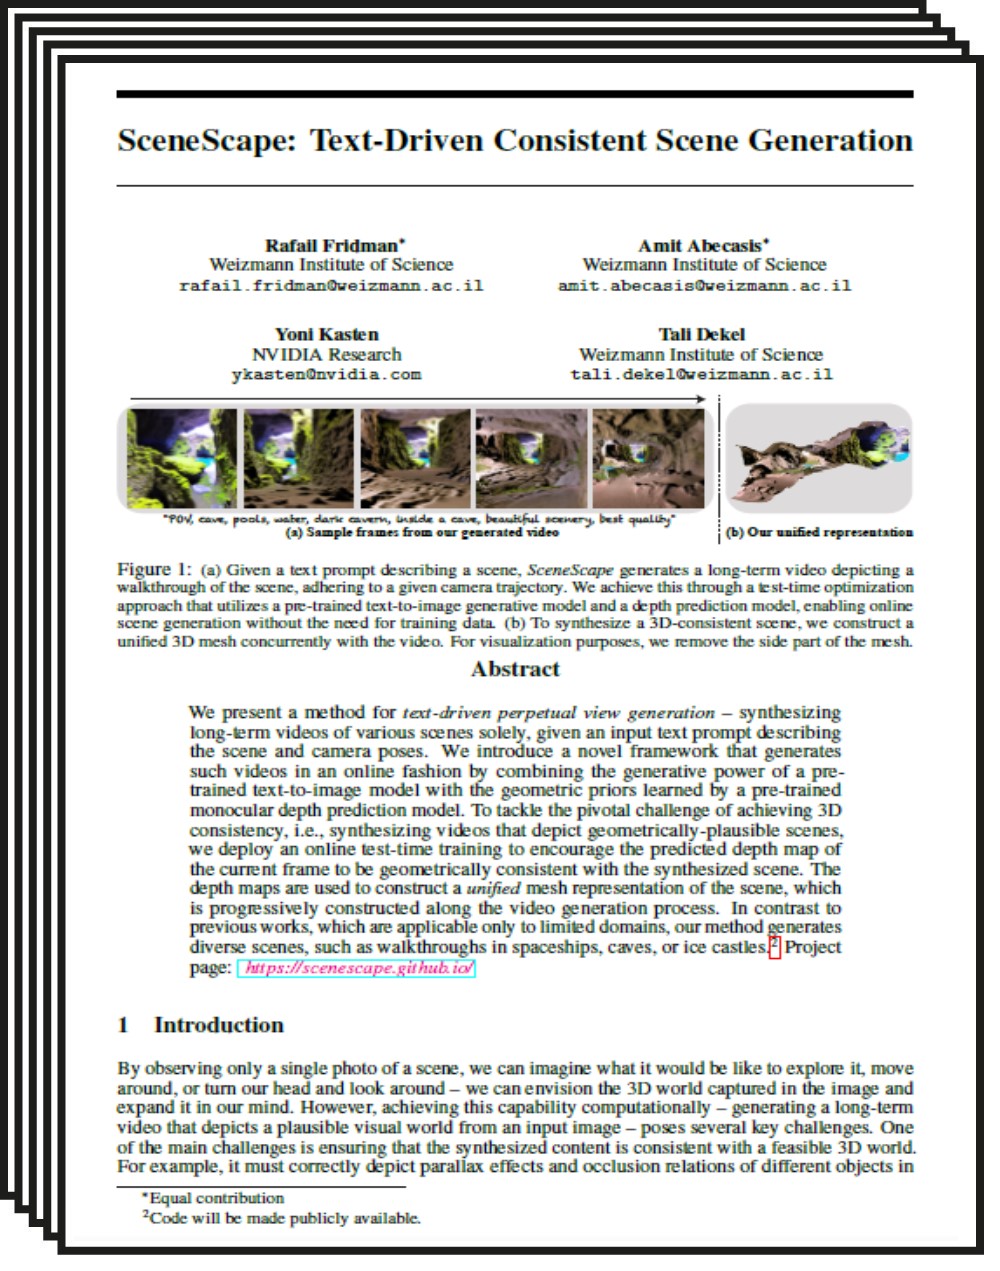 SceneScape: Text-Driven Consistent Scene Generation
Rafail Fridman*
Weizmann Institute of Science
rafail.fridman@weizmann.ac.il
Amit Abecasis*
Weizmann Institute of Science
amit.abecasis@weizmann.ac.il
Yoni Kasten
NVIDIA Research
ykasten@nvidia.com
Tali Dekel
Weizmann Institute of Science
tali.dekel@weizmann.ac.il
"POV, cave, pools, water, dark cavern, inside a cave, beautiful scenery, best quality"
(a) Sample frames from our generated video
(b) Our unified representation
Figure 1: (a) Given a text prompt describing a scene, SceneScape generates a long-term video depicting a
walkthrough of the scene, adhering to a given camera trajectory. We achieve this through a test-time optimization
approach that utilizes a pre-trained text-to-image generative model and a depth prediction model, enabling online
scene generation without the need for training data. (b) To synthesize a 3D-consistent scene, we construct a
unified 3D mesh concurrently with the video. For visualization purposes, we remove the side part of the mesh.
Abstract
We present a method for text-driven perpetual view generation – synthesizing
long-term videos of various scenes solely, given an input text prompt describing
the scene and camera poses. We introduce a novel framework that generates
such videos in an online fashion by combining the generative power of a pre-
trained text-to-image model with the geometric priors learned by a pre-trained
monocular depth prediction model. To tackle the pivotal challenge of achieving 3D
consistency, i.e., synthesizing videos that depict geometrically-plausible scenes,
we deploy an online test-time training to encourage the predicted depth map of
the current frame to be geometrically consistent with the synthesized scene. The
depth maps are used to construct a unified mesh representation of the scene, which
is progressively constructed along the video generation process. In contrast to
previous works, which are applicable only to limited domains, our method generates
diverse scenes, such as walkthroughs in spaceships, caves, or ice castles.² Project
page: https://scenescape.github.io/
1 Introduction
By observing only a single photo of a scene, we can imagine what it would be like to explore it, move
around, or turn our head and look around – we can envision the 3D world captured in the image and
expand it in our mind. However, achieving this capability computationally – generating a long-term
video that depicts a plausible visual world from an input image – poses several key challenges. One
of the main challenges is ensuring that the synthesized content is consistent with a feasible 3D world.
For example, it must correctly depict parallax effects and occlusion relations of different objects in
*Equal contribution
²Code will be made publicly available.